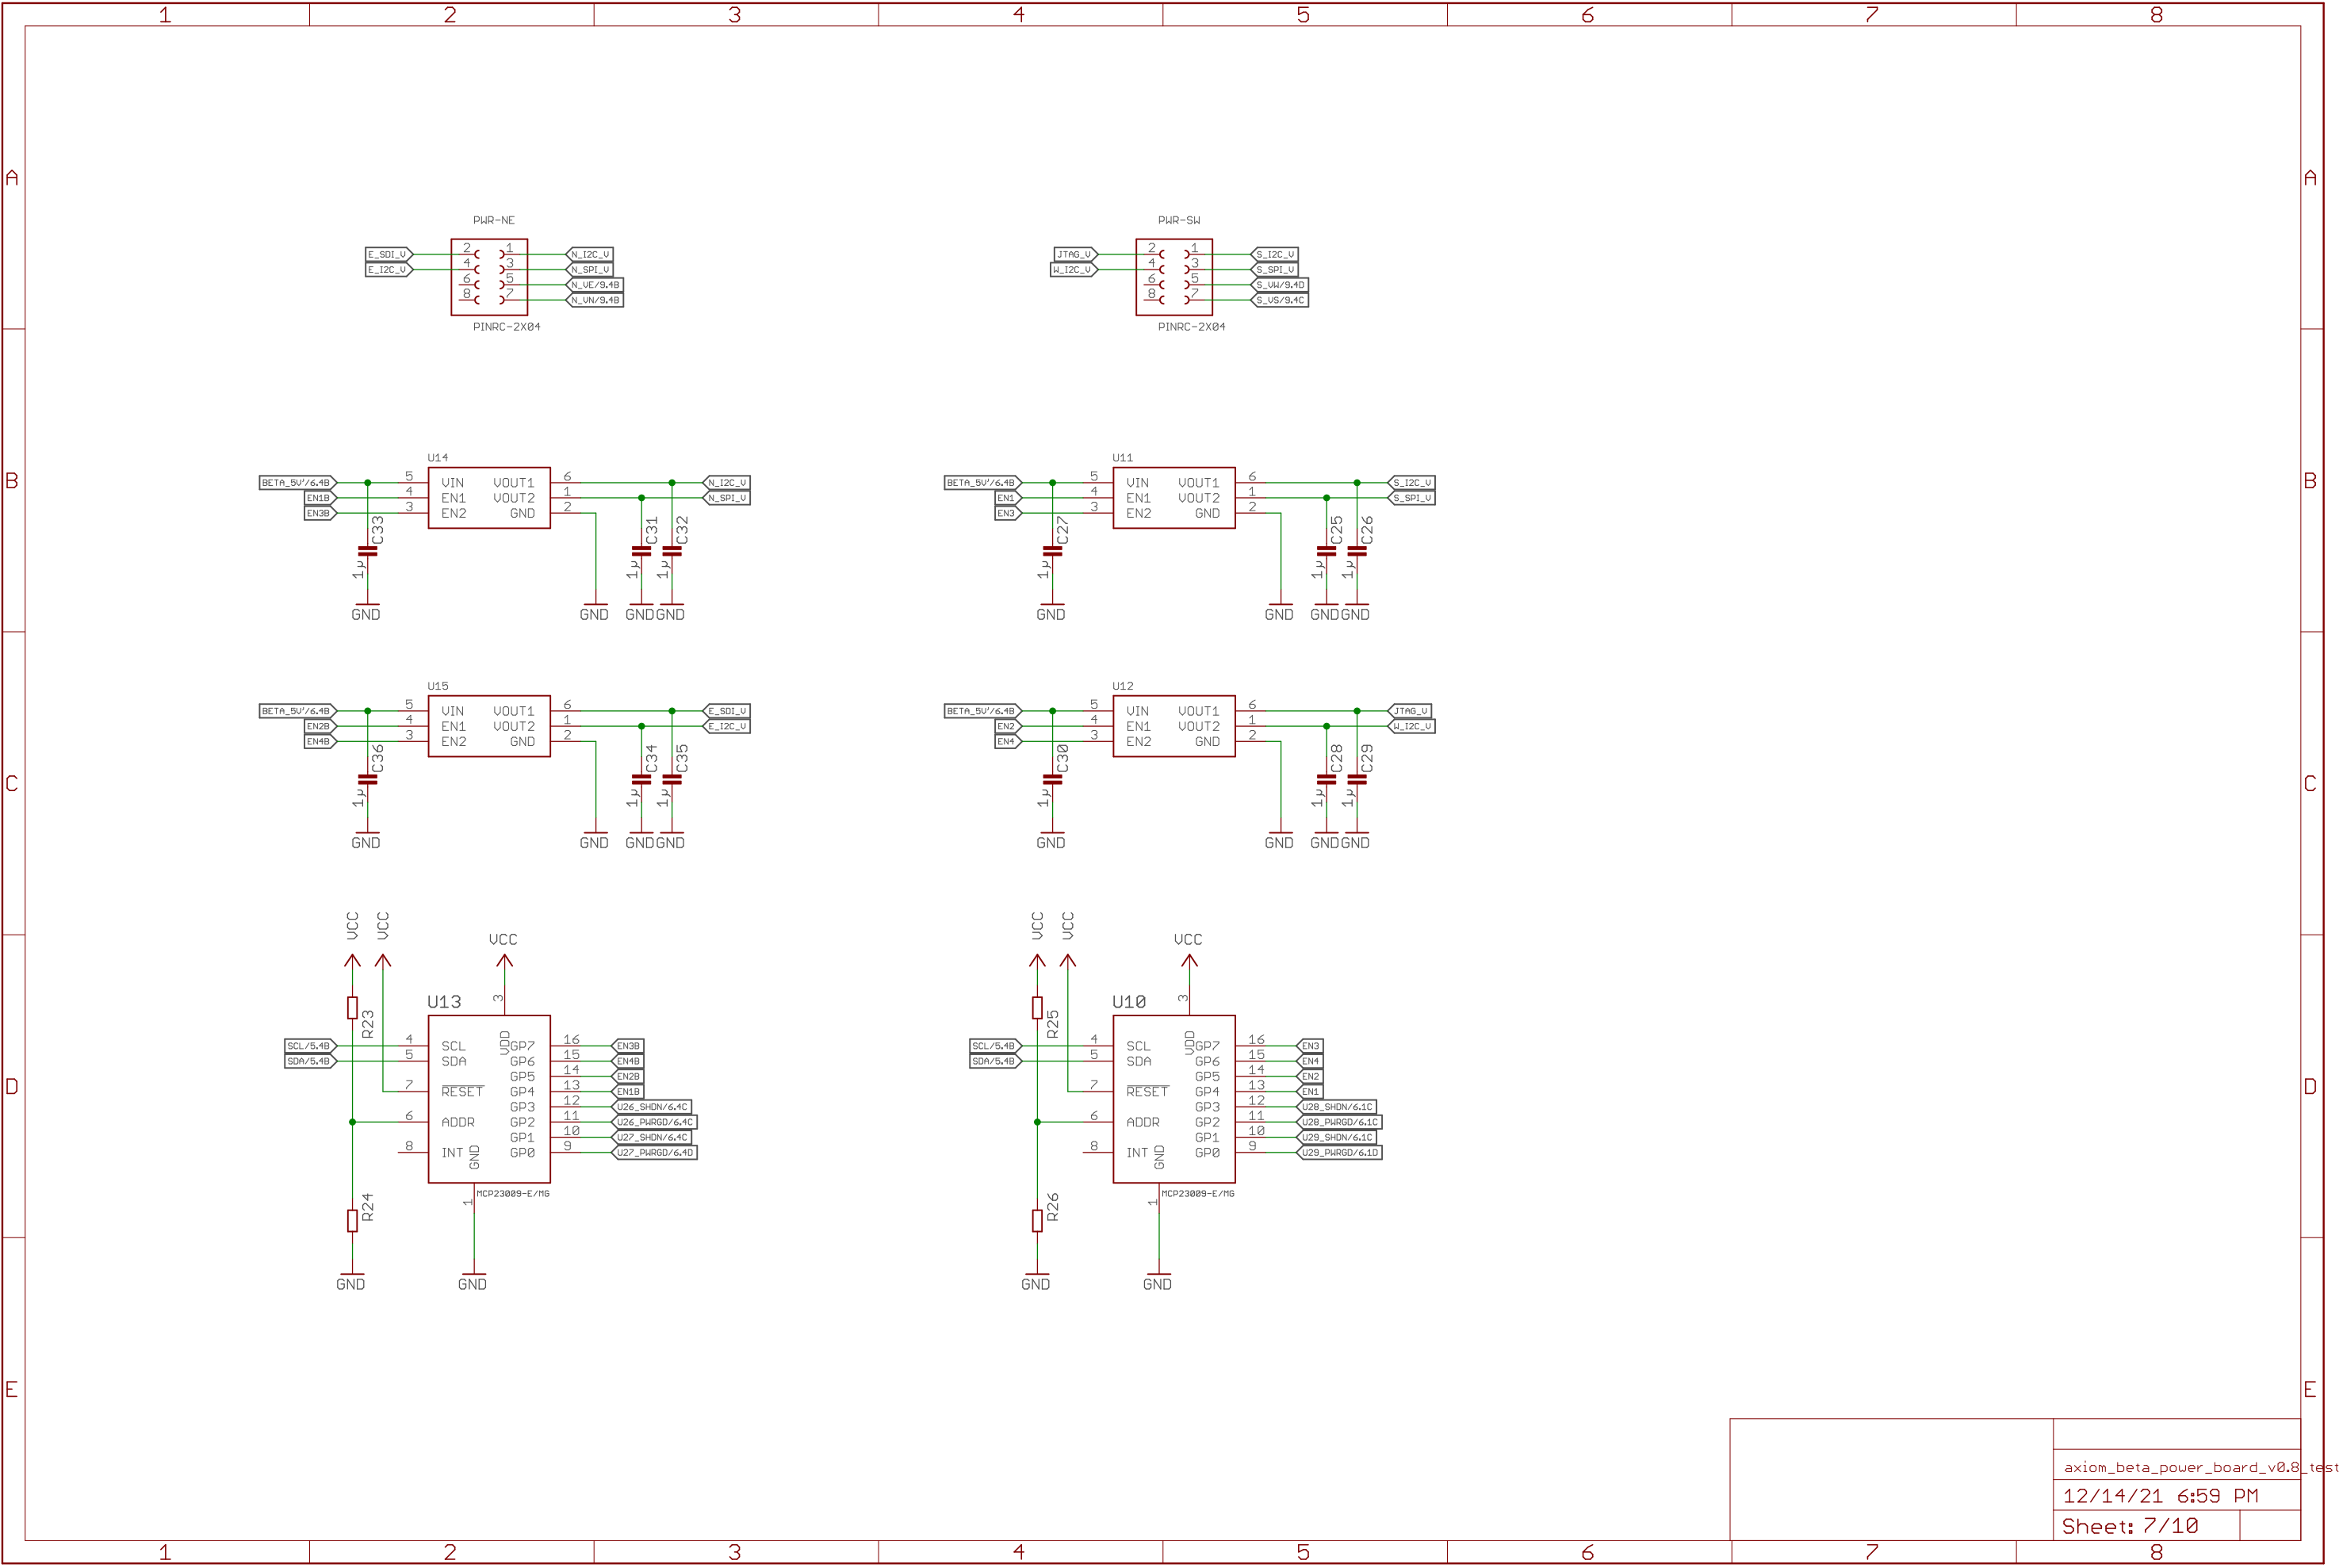 1 2 3 4 5 6 7 8
A A
PWR-NE PWR-SW
E_SDI_V 2 1 N_I2C_V JTAG_V 2 1 S_I2C_V
E_I2C_V 4 3 N_SPI_V W_I2C_V 4 3 S_SPI_V
6 5 N_VE/9.4B 6 5 S_VW/9.4D
8 7 N_VN/9.4B 8 7 S_VS/9.4C
PINRC-2X04 PINRC-2X04
U14 U11
B B
BETA_5V'/6.4B 5 VIN VOUT1 6 N_I2C_V BETA_5V'/6.4B 5 VIN VOUT1 6 S_I2C_V
EN1B 4 EN1 VOUT2 1 N_SPI_V EN1 4 EN1 VOUT2 1 S_SPI_V
EN3B 3 EN2 GND 2 EN3 3 EN2 GND 2
C33 C31 C32 C27 C25 C26
1µ 1µ 1µ 1µ 1µ 1µ
GND GND GND GND GND GND GND GND
U15 U12
BETA_5V'/6.4B 5 VIN VOUT1 6 E_SDI_V BETA_5V'/6.4B 5 VIN VOUT1 6 JTAG_V
EN2B 4 EN1 VOUT2 1 E_I2C_V EN2 4 EN1 VOUT2 1 W_I2C_V
EN4B 3 EN2 GND 2 EN4 3 EN2 GND 2
C36 C34 C35 C30 C28 C29
C C
1µ 1µ 1µ 1µ 1µ 1µ
GND GND GND GND GND GND GND GND
VCC VCC VCC VCC VCC VCC
U13 3 U10 3
R23 R25
SCL/5.4B 4 SCL VDD GP7 16 EN3B SCL/5.4B 4 SCL VDD GP7 16 EN3
SDA/5.4B 5 SDA GP6 15 EN4B SDA/5.4B 5 SDA GP6 15 EN4
GP5 14 EN2B GP5 14 EN2
D 7 RESET GP4 13 EN1B 7 RESET GP4 13 EN1 D
GP3 12 U26_SHDN/6.4C GP3 12 U28_SHDN/6.1C
6 ADDR GP2 11 U26_PWRGD/6.4C 6 ADDR GP2 11 U28_PWRGD/6.1C
GP1 10 U27_SHDN/6.4C GP1 10 U29_SHDN/6.1C
8 INT GND GP0 9 U27_PWRGD/6.4D 8 INT GND GP0 9 U29_PWRGD/6.1D
R24 1 MCP23009-E/MG R26 1 MCP23009-E/MG
GND GND GND GND
E E
axiom_beta_power_board_v0.8_test
12/14/21 6:59 PM
Sheet: 7/10
1 2 3 4 5 6 7 8